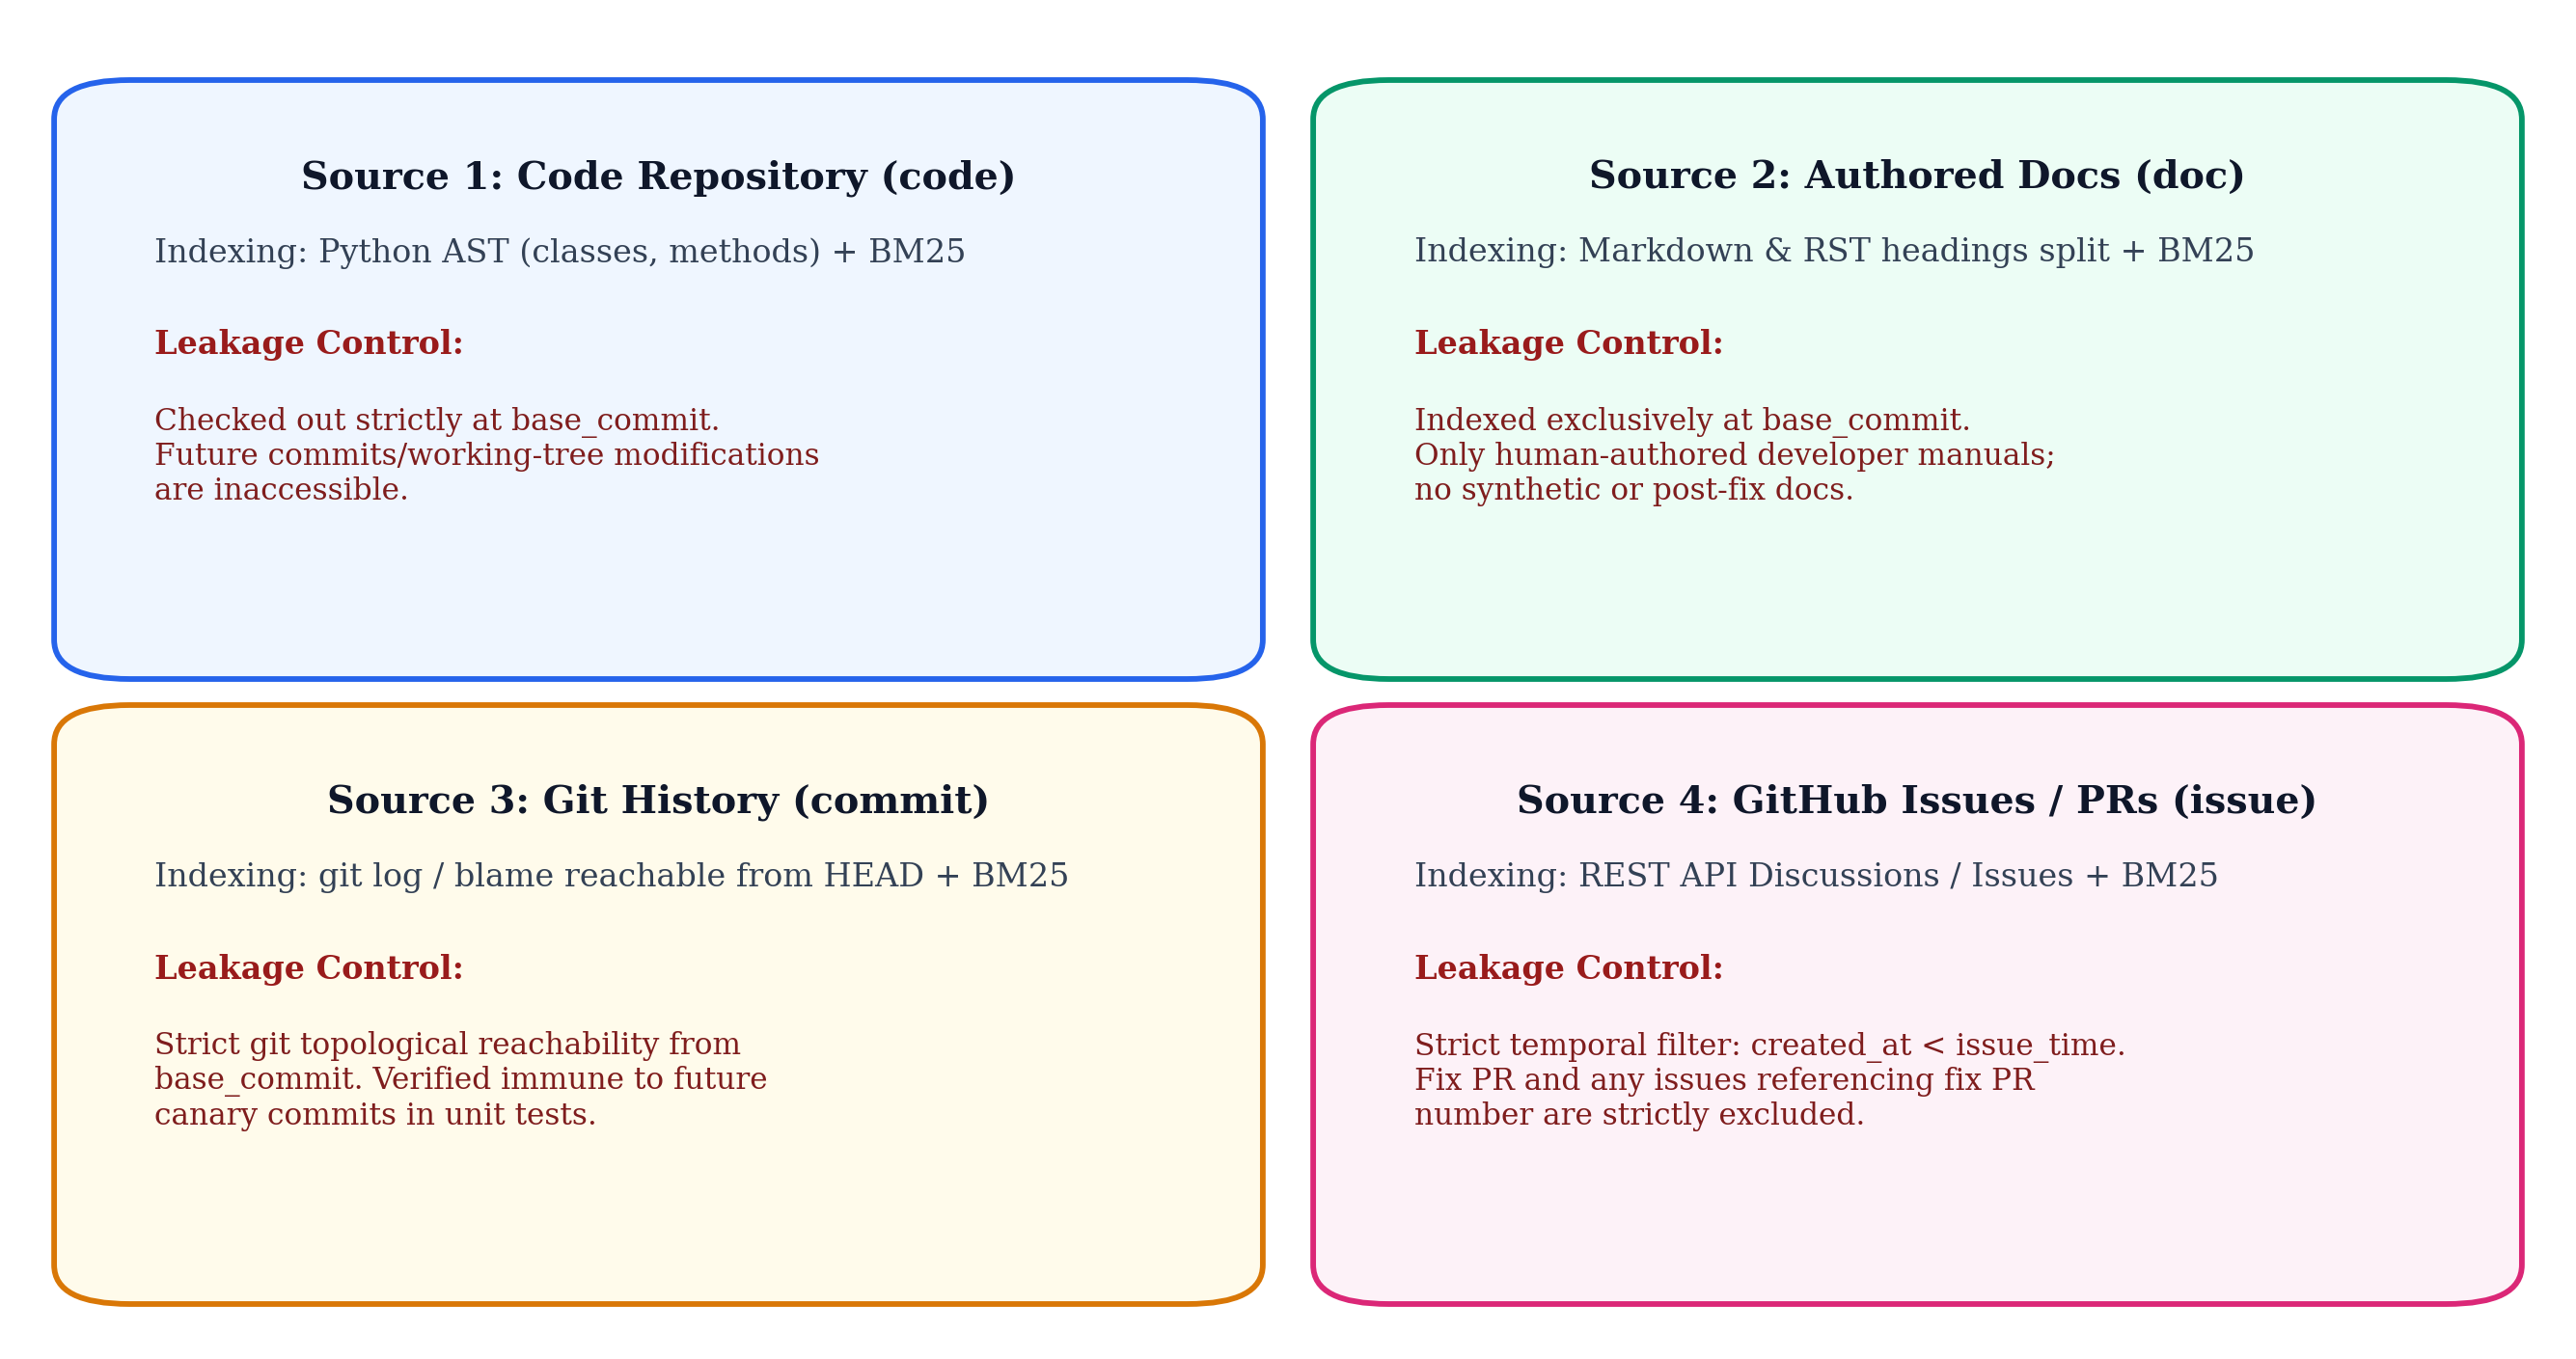 Source 1: Code Repository (code)
Indexing: Python AST (classes, methods) + BM25
Leakage Control:
Checked out strictly at base_commit.
Future commits/working-tree modifications
are inaccessible.
Source 2: Authored Docs (doc)
Indexing: Markdown & RST headings split + BM25
Leakage Control:
Indexed exclusively at base_commit.
Only human-authored developer manuals;
no synthetic or post-fix docs.
Source 3: Git History (commit)
Indexing: git log / blame reachable from HEAD + BM25
Leakage Control:
Strict git topological reachability from
base_commit. Verified immune to future
canary commits in unit tests.
Source 4: GitHub Issues / PRs (issue)
Indexing: REST API Discussions / Issues + BM25
Leakage Control:
Strict temporal filter: created_at < issue_time.
Fix PR and any issues referencing fix PR
number are strictly excluded.